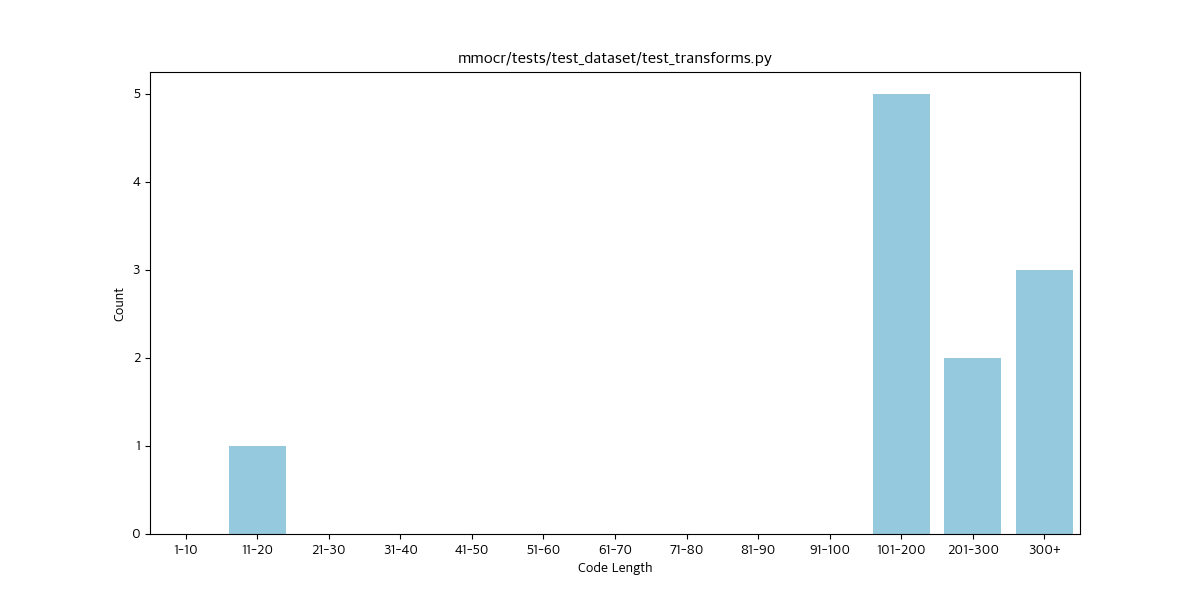 mmocr/tests/test_dataset/test_transforms.py
5
4
3
2
1
0
Count
1-10 11-20 21-30 31-40 41-50 51-60 61-70 71-80 81-90 91-100 101-200 201-300 300+
Code Length